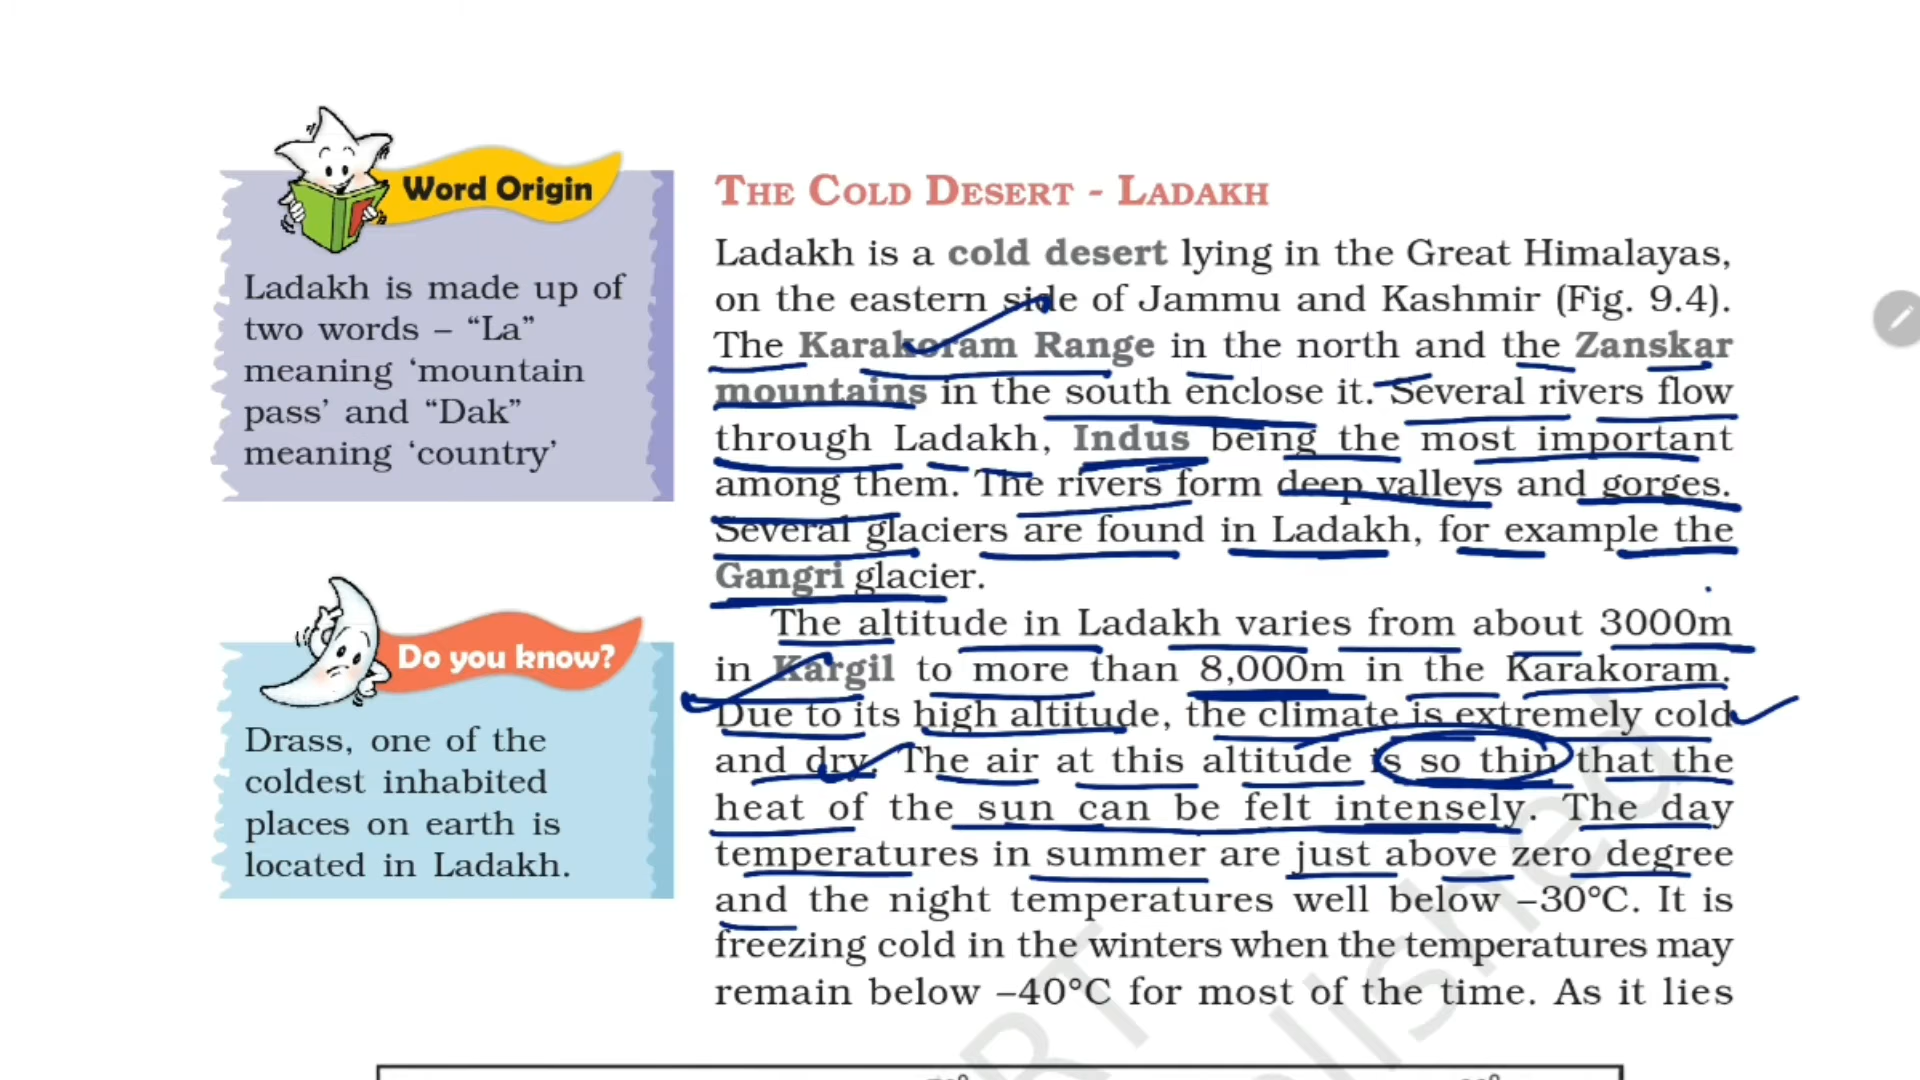 Word Origin
Ladakh is made up of
two words – “La”
meaning ‘mountain
pass’ and “Dak”
meaning ‘country’
Do you know?
Drass, one of the
coldest inhabited
places on earth is
located in Ladakh.
THE COLD DESERT - LADAKH
Ladakh is a cold desert lying in the Great Himalayas,
on the eastern side of Jammu and Kashmir (Fig. 9.4).
The Karakoram Range in the north and the Zanskar
mountains in the south enclose it. Several rivers flow
through Ladakh, Indus being the most important
among them. The rivers form deep valleys and gorges.
Several glaciers are found in Ladakh, for example the
Gangri glacier.
The altitude in Ladakh varies from about 3000m
in Kargil to more than 8,000m in the Karakoram.
Due to its high altitude, the climate is extremely cold
and dry. The air at this altitude is so thin that the
heat of the sun can be felt intensely. The day
temperatures in summer are just above zero degree
and the night temperatures well below –30°C. It is
freezing cold in the winters when the temperatures may
remain below –40°C for most of the time. As it lies